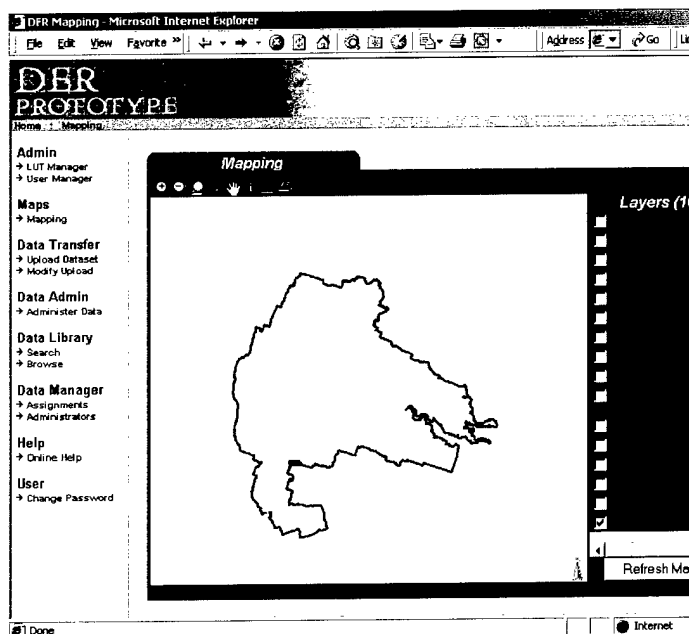 DER Mapping - Microsoft Internet Explorer
File Edit View Favorite » Address Go
DER
PROTOTYPE
Home : Mapping
Admin
→ LUT Manager
→ User Manager
Maps
→ Mapping
Data Transfer
→ Upload Dataset
→ Modify Upload
Data Admin
→ Administer Data
Data Library
→ Search
→ Browse
Data Manager
→ Assignments
→ Administrators
Help
→ Online Help
User
→ Change Password
Mapping
Layers (1
Refresh M
Done
Internet